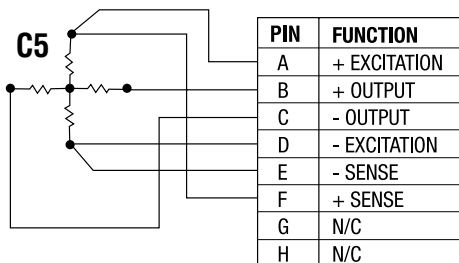 C5
PIN FUNCTION
A + EXCITATION
B + OUTPUT
C - OUTPUT
D - EXCITATION
E - SENSE
F + SENSE
G N/C
H N/C